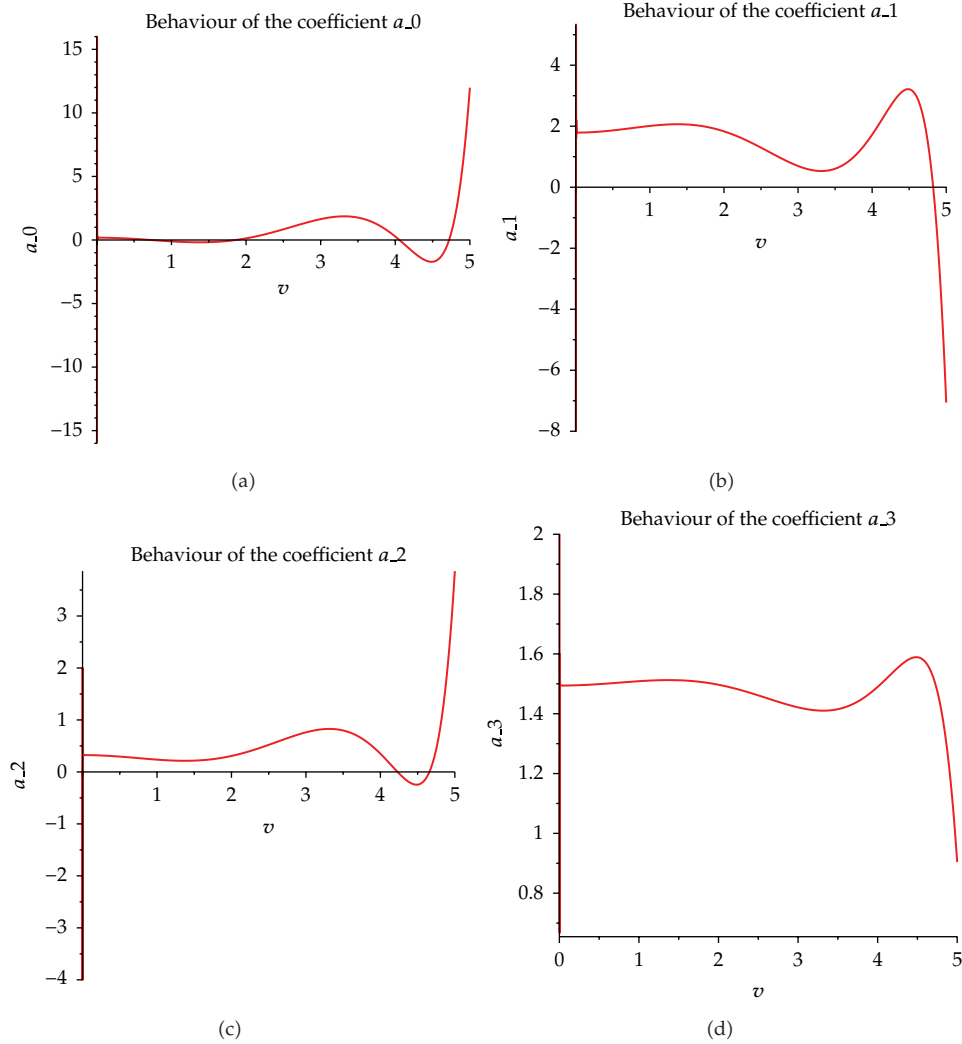 Behaviour of the coefficient a_0
15
10
5
0
−5
−10
−15
1 2 3 4 5
a_0
v
(a)
Behaviour of the coefficient a_1
4
2
0
−2
−4
−6
−8
1 2 3 4 5
a_1
v
(b)
Behaviour of the coefficient a_2
3
2
1
0
−1
−2
−3
−4
1 2 3 4 5
a_2
v
(c)
Behaviour of the coefficient a_3
2
1.8
1.6
1.4
1.2
1
0.8
0 1 2 3 4 5
a_3
v
(d)